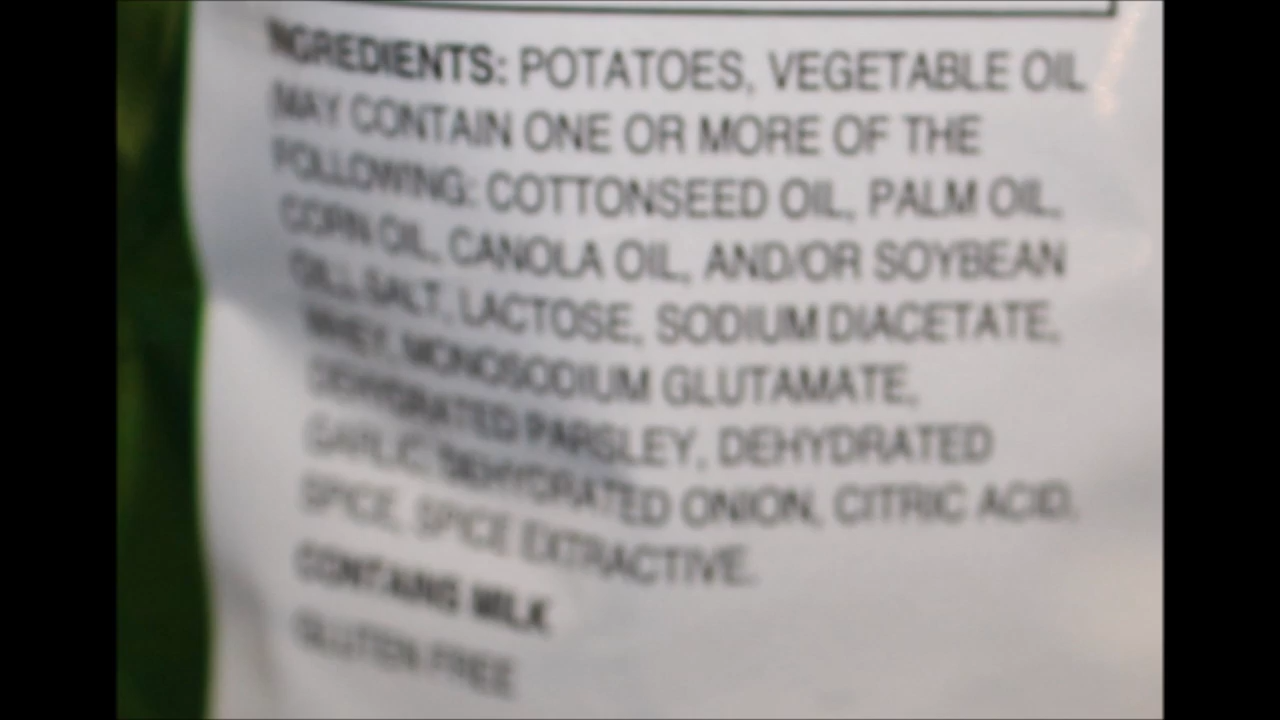 INGREDIENTS: POTATOES, VEGETABLE OIL
MAY CONTAIN ONE OR MORE OF THE
FOLLOWING: COTTONSEED OIL, PALM OIL,
CORN OIL, CANOLA OIL, AND/OR SOYBEAN
OIL, SALT, LACTOSE, SODIUM DIACETATE,
WHEY, MONOSODIUM GLUTAMATE,
DEHYDRATED PARSLEY, DEHYDRATED
GARLIC, DEHYDRATED ONION, CITRIC ACID,
SPICE, SPICE EXTRACTIVE.
CONTAINS MILK
GLUTEN FREE